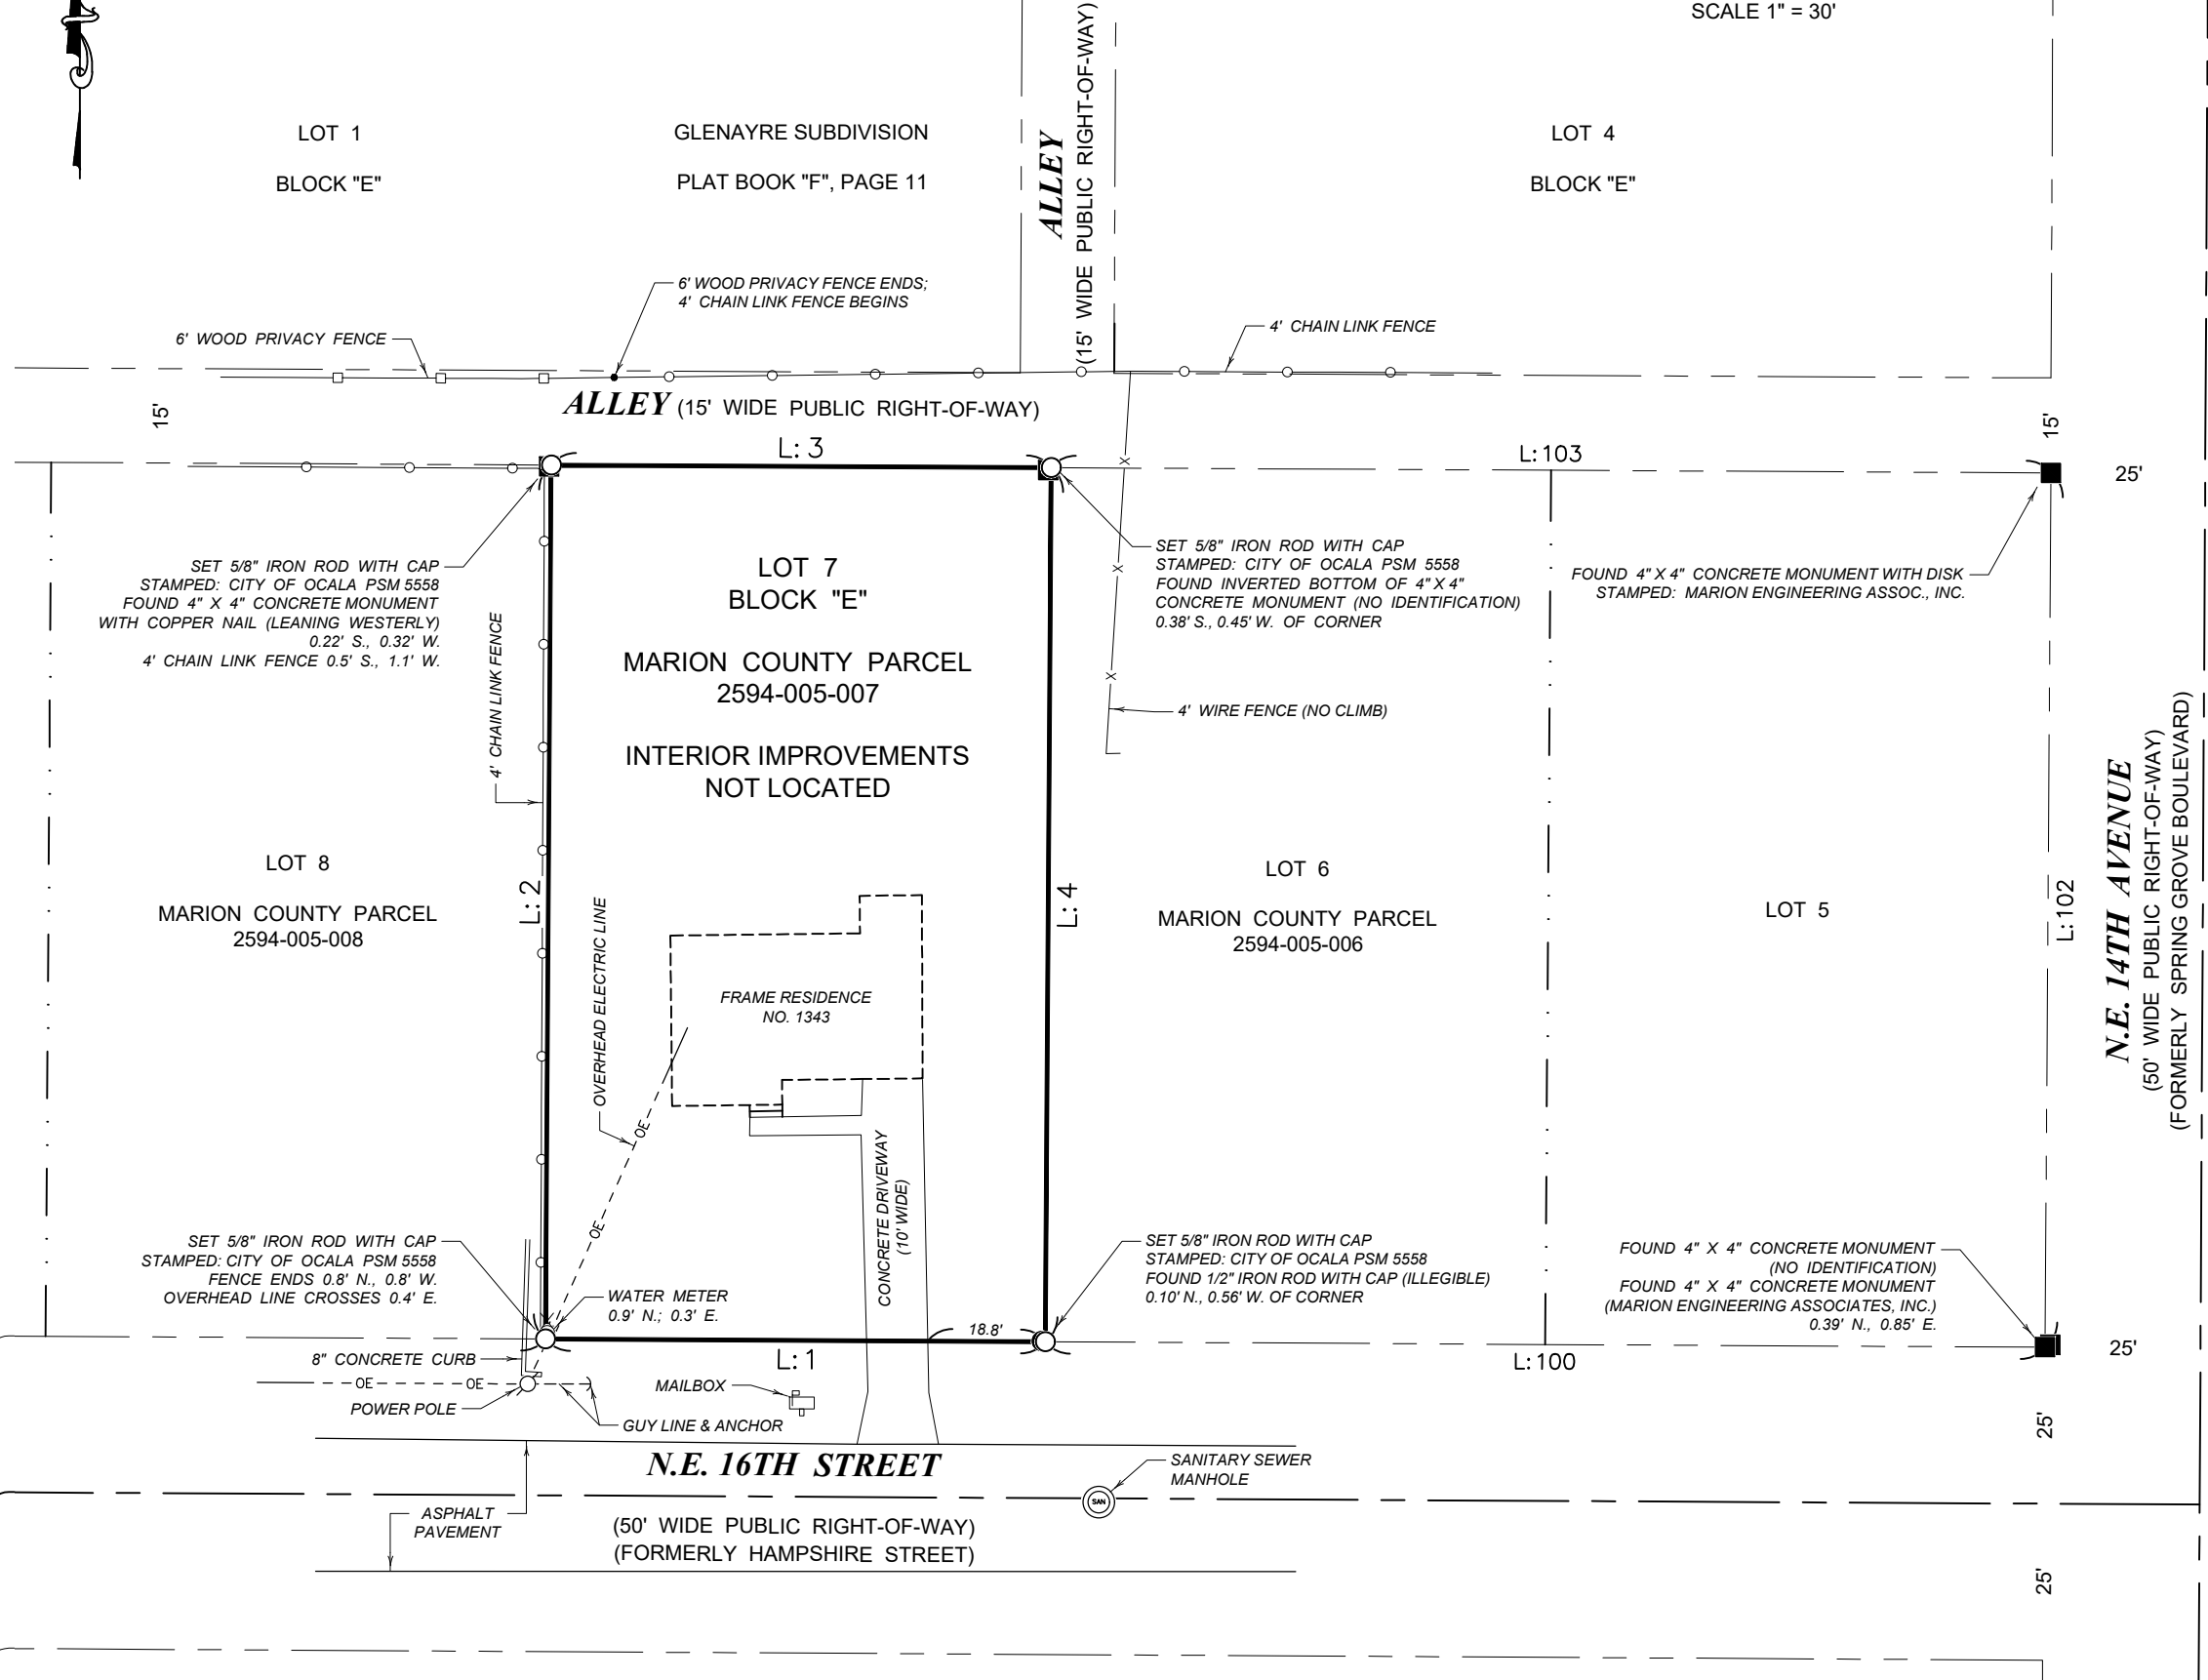 SCALE 1" = 30'
LOT 1
BLOCK "E"
GLENAYRE SUBDIVISION
PLAT BOOK "F", PAGE 11
ALLEY
(15' WIDE PUBLIC RIGHT-OF-WAY)
LOT 4
BLOCK "E"
6' WOOD PRIVACY FENCE ENDS;
4' CHAIN LINK FENCE BEGINS
6' WOOD PRIVACY FENCE
4' CHAIN LINK FENCE
15'
ALLEY (15' WIDE PUBLIC RIGHT-OF-WAY)
15'
L: 3
L: 103
25'
SET 5/8" IRON ROD WITH CAP
STAMPED: CITY OF OCALA PSM 5558
FOUND 4" X 4" CONCRETE MONUMENT
WITH COPPER NAIL (LEANING WESTERLY)
0.22' S., 0.32' W.
4' CHAIN LINK FENCE 0.5' S., 1.1' W.
4' CHAIN LINK FENCE
LOT 7
BLOCK "E"
MARION COUNTY PARCEL
2594-005-007
INTERIOR IMPROVEMENTS
NOT LOCATED
X
X
X
SET 5/8" IRON ROD WITH CAP
STAMPED: CITY OF OCALA PSM 5558
FOUND INVERTED BOTTOM OF 4" X 4"
CONCRETE MONUMENT (NO IDENTIFICATION)
0.38' S., 0.45' W. OF CORNER
4' WIRE FENCE (NO CLIMB)
FOUND 4" X 4" CONCRETE MONUMENT WITH DISK
STAMPED: MARION ENGINEERING ASSOC., INC.
LOT 8
MARION COUNTY PARCEL
2594-005-008
L: 2
OVERHEAD ELECTRIC LINE
FRAME RESIDENCE
NO. 1343
L: 4
LOT 6
MARION COUNTY PARCEL
2594-005-006
LOT 5
L: 102
N.E. 14TH AVENUE
(50' WIDE PUBLIC RIGHT-OF-WAY)
(FORMERLY SPRING GROVE BOULEVARD)
OE
OE
CONCRETE DRIVEWAY
(10' WIDE)
SET 5/8" IRON ROD WITH CAP
STAMPED: CITY OF OCALA PSM 5558
FENCE ENDS 0.8' N., 0.8' W.
OVERHEAD LINE CROSSES 0.4' E.
WATER METER
0.9' N.; 0.3' E.
SET 5/8" IRON ROD WITH CAP
STAMPED: CITY OF OCALA PSM 5558
FOUND 1/2" IRON ROD WITH CAP (ILLEGIBLE)
0.10' N., 0.56' W. OF CORNER
FOUND 4" X 4" CONCRETE MONUMENT
(NO IDENTIFICATION)
FOUND 4" X 4" CONCRETE MONUMENT
(MARION ENGINEERING ASSOCIATES, INC.)
0.39' N., 0.85' E.
18.8'
8" CONCRETE CURB
L: 1
L: 100
25'
OE
OE
MAILBOX
POWER POLE
GUY LINE & ANCHOR
25'
N.E. 16TH STREET
SANITARY SEWER
MANHOLE
SAN
ASPHALT
PAVEMENT
(50' WIDE PUBLIC RIGHT-OF-WAY)
(FORMERLY HAMPSHIRE STREET)
25'